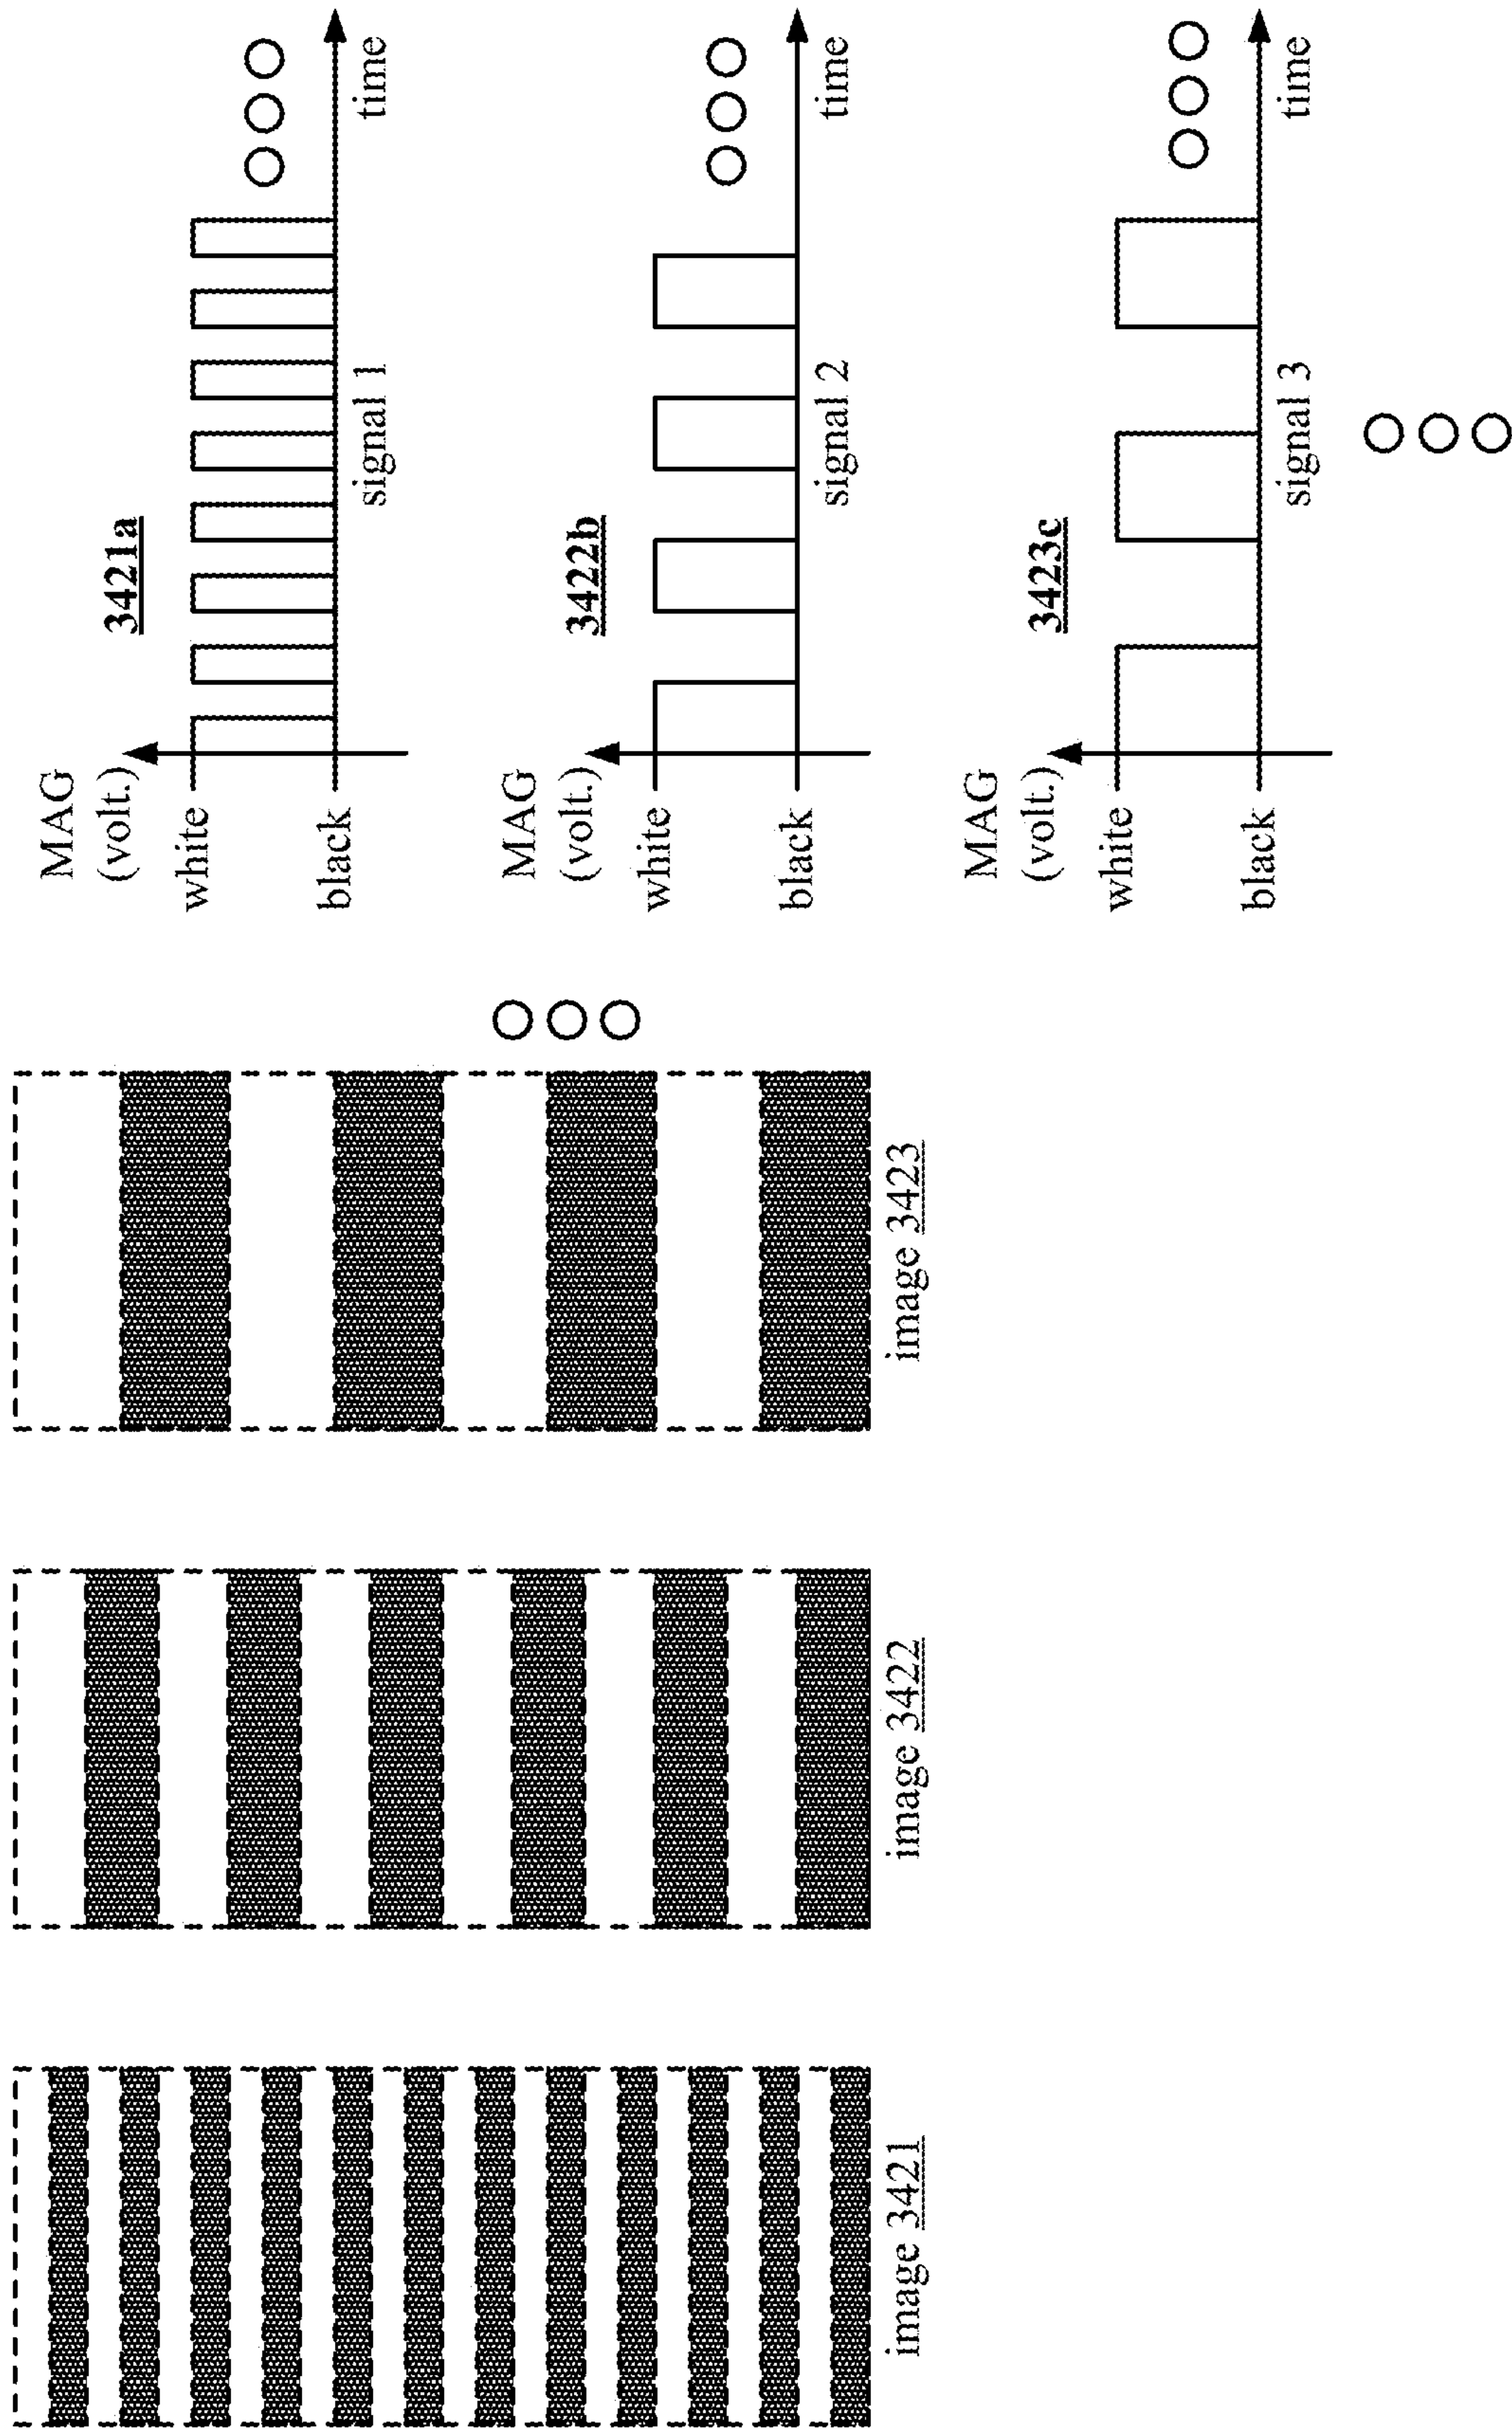 image 3421
image 3422
image 3423
MAG
(volt.)
white
black
3421a
signal 1
time
MAG
(volt.)
white
black
3422b
signal 2
time
MAG
(volt.)
white
black
3423c
signal 3
time